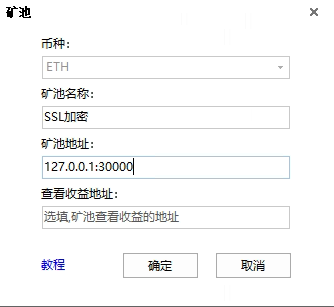 矿池
币种：
ETH
矿池名称：
SSL加密
矿池地址：
127.0.0.1:30000
查看收益地址：
选填,矿池查看收益的地址
教程
确定
取消